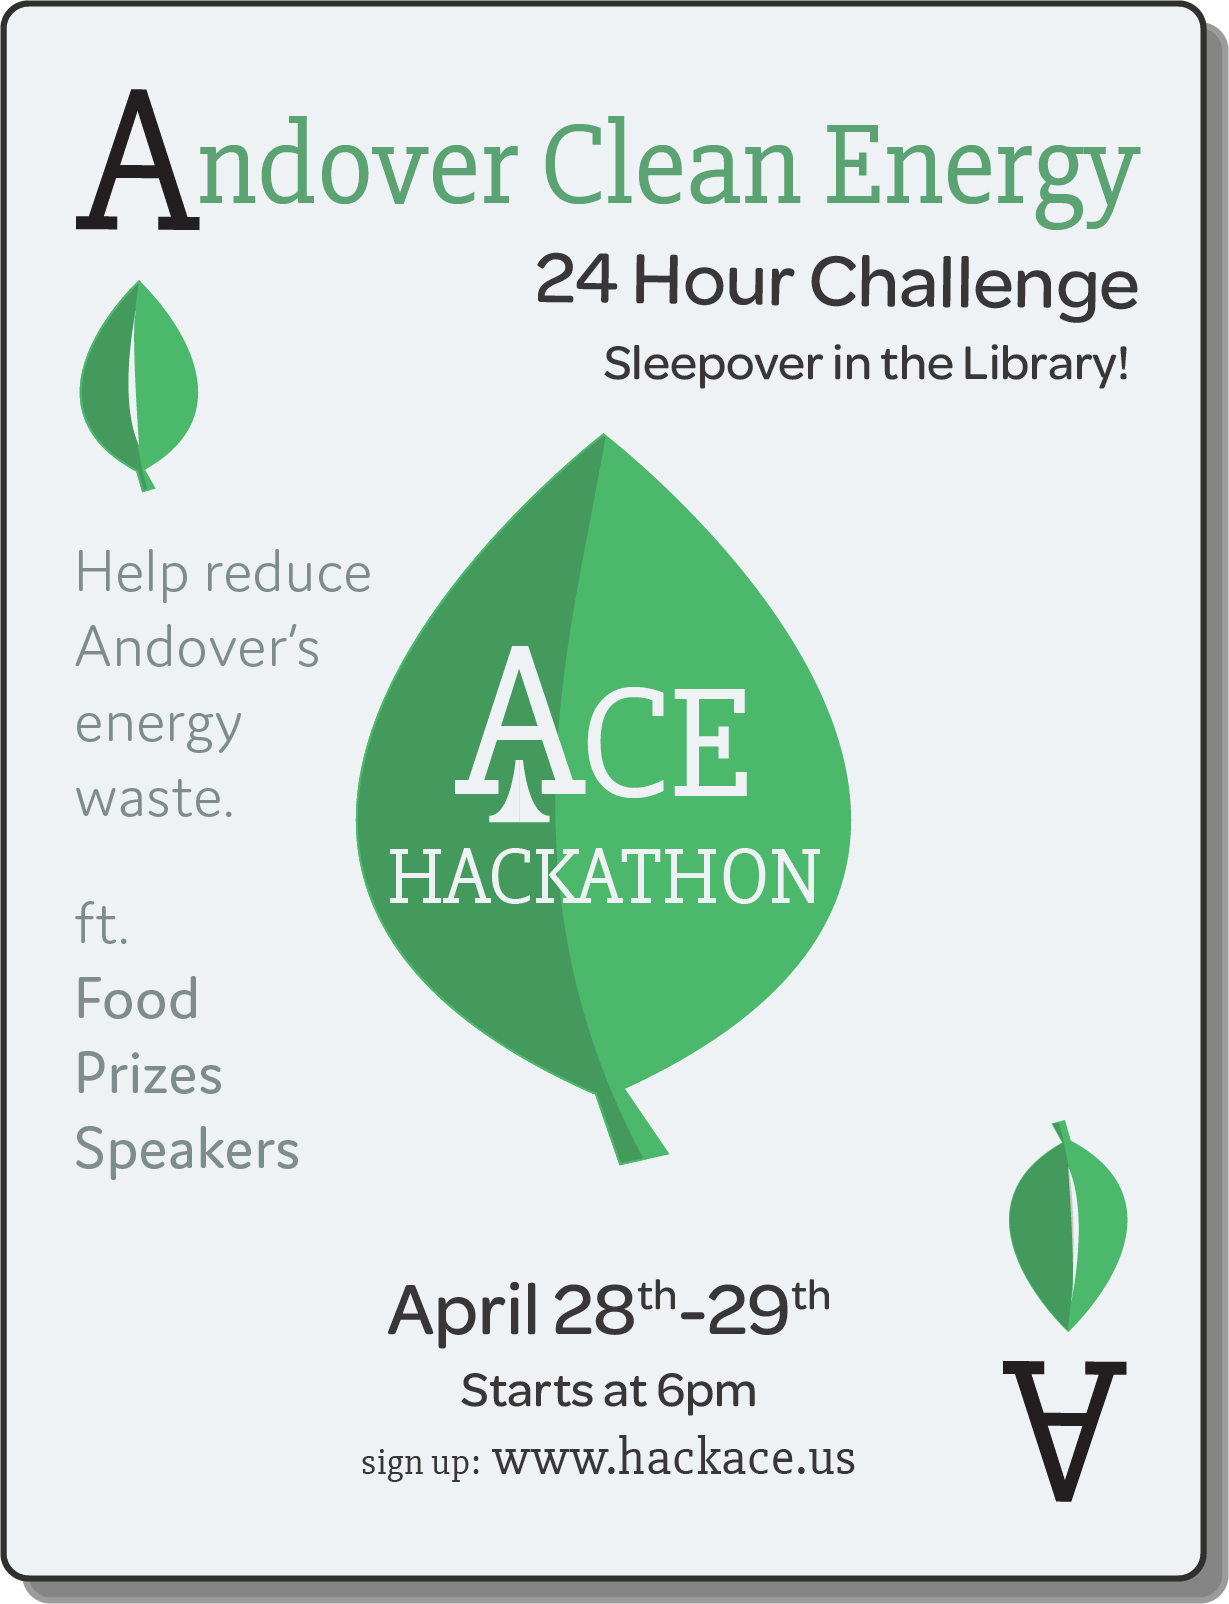 Andover Clean Energy
24 Hour Challenge
Sleepover in the Library!
Help reduce
Andover's
energy
waste.
ft.
Food
Prizes
Speakers
ACE
HACKATHON
April 28th-29th
Starts at 6pm
sign up: www.hackace.us
A